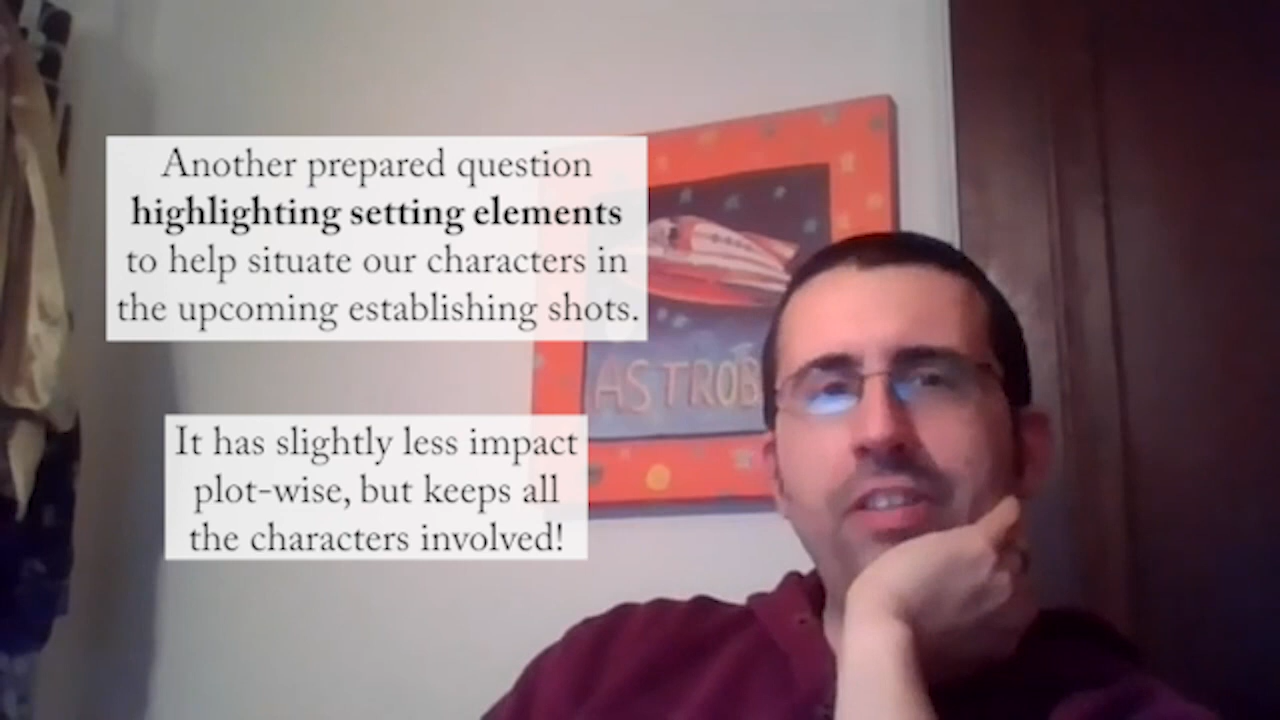 Another prepared question
highlighting setting elements
to help situate our characters in
the upcoming establishing shots.
It has slightly less impact
plot-wise, but keeps all
the characters involved!
ASTROB